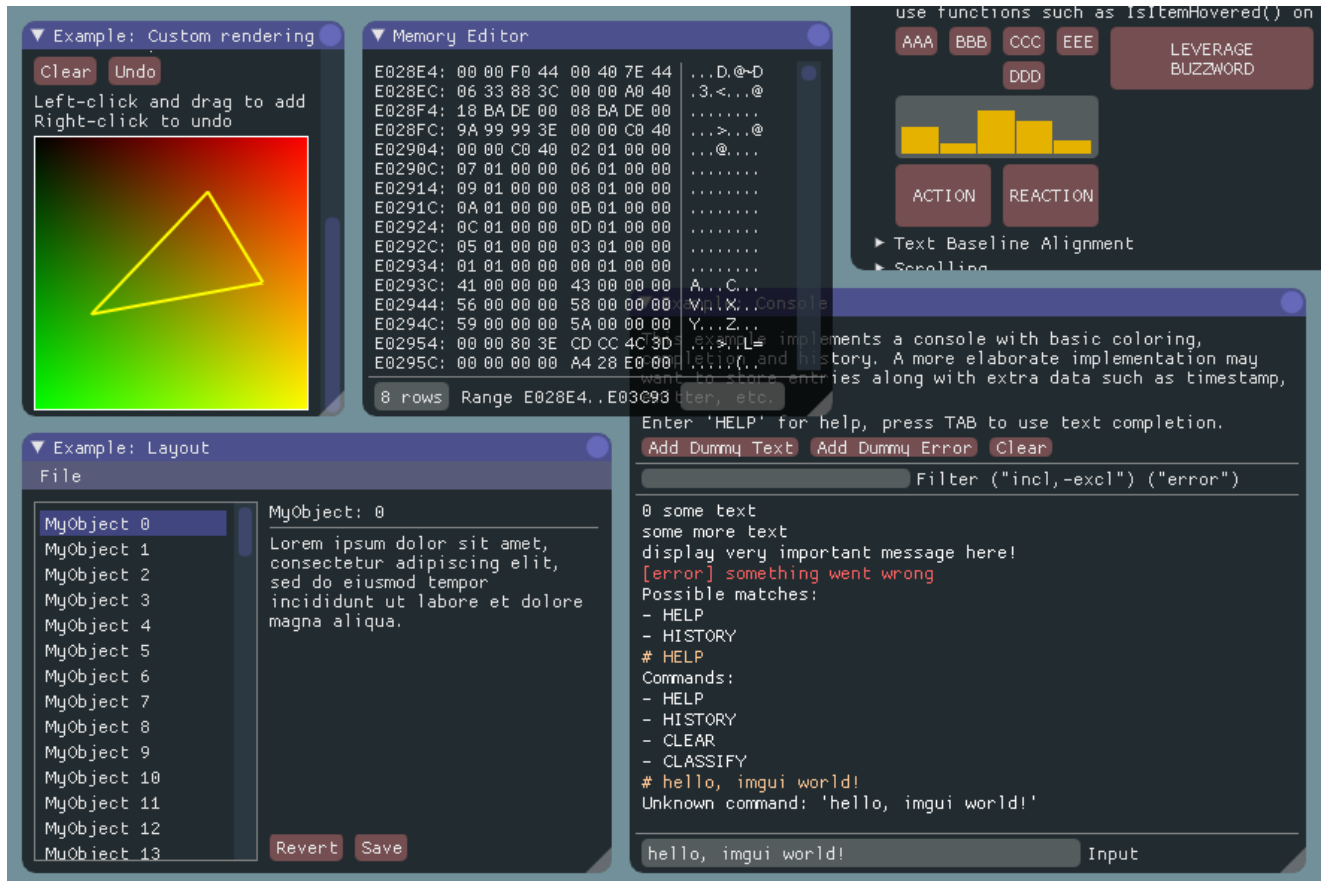 Example: Custom rendering
Clear Undo
Left-click and drag to add
Right-click to undo
Memory Editor
E028E4: 00 00 F0 44 00 40 7E 44 ...D.@~D
E028EC: 06 33 88 3C 00 00 A0 40 .3.<...@
E028F4: 18 BA DE 00 08 BA DE 00 ........
E028FC: 9A 99 99 3E 00 00 C0 40 ...>...@
E02904: 00 00 C0 40 02 01 00 00 ...@....
E0290C: 07 01 00 00 06 01 00 00 ........
E02914: 09 01 00 00 08 01 00 00 ........
E0291C: 0A 01 00 00 0B 01 00 00 ........
E02924: 0C 01 00 00 0D 01 00 00 ........
E0292C: 05 01 00 00 03 01 00 00 ........
E02934: 01 01 00 00 00 01 00 00 ........
E0293C: 41 00 00 00 43 00 00 00 A...C...
E02944: 56 00 00 00 58 00 00 00 V...X...
E0294C: 59 00 00 00 5A 00 00 00 Y...Z...
E02954: 00 00 80 3E CD CC 4C 3D ...>..L=
E0295C: 00 00 00 00 A4 28 E0 00 .....(..
8 rows Range E028E4..E03C93
use functions such as IsItemHovered() on
AAA BBB CCC EEE
DDD
LEVERAGE
BUZZWORD
ACTION REACTION
Text Baseline Alignment
Scrolling
Example: Layout
File
MyObject 0
MyObject 1
MyObject 2
MyObject 3
MyObject 4
MyObject 5
MyObject 6
MyObject 7
MyObject 8
MyObject 9
MyObject 10
MyObject 11
MyObject 12
MyObject 13
MyObject: 0
Lorem ipsum dolor sit amet,
consectetur adipiscing elit,
sed do eiusmod tempor
incididunt ut labore et dolore
magna aliqua.
Revert Save
Example: Console
This example implements a console with basic coloring,
completion and history. A more elaborate implementation may
want to store entries along with extra data such as timestamp,
emitter, etc.
Enter 'HELP' for help, press TAB to use text completion.
Add Dummy Text Add Dummy Error Clear
Filter ("incl,-excl") ("error")
0 some text
some more text
display very important message here!
[error] something went wrong
Possible matches:
- HELP
- HISTORY
# HELP
Commands:
- HELP
- HISTORY
- CLEAR
- CLASSIFY
# hello, imgui world!
Unknown command: 'hello, imgui world!'
hello, imgui world! Input